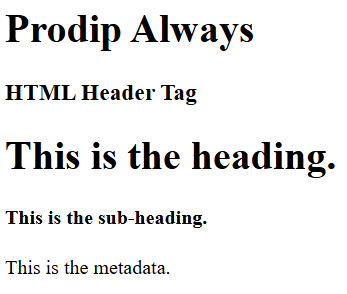 Prodip Always
HTML Header Tag
This is the heading.
This is the sub-heading.
This is the metadata.